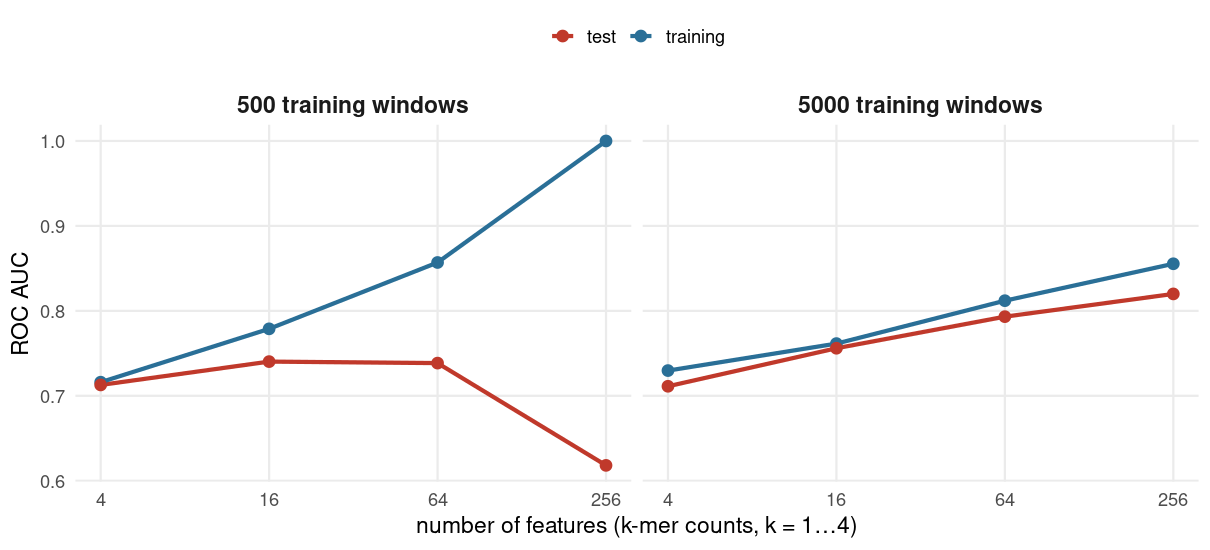 test training
500 training windows
5000 training windows
ROC AUC
1.0
0.9
0.8
0.7
0.6
4 16 64 256
4 16 64 256
number of features (k-mer counts, k = 1…4)